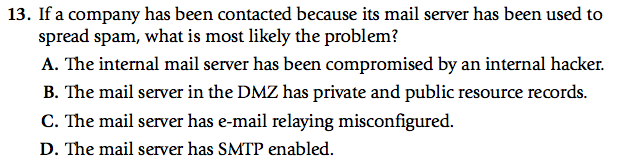 13. If a company has been contacted because its mail server has been used to
spread spam, what is most likely the problem?
A. The internal mail server has been compromised by an internal hacker.
B. The mail server in the DMZ has private and public resource records.
C. The mail server has e-mail relaying misconfigured.
D. The mail server has SMTP enabled.